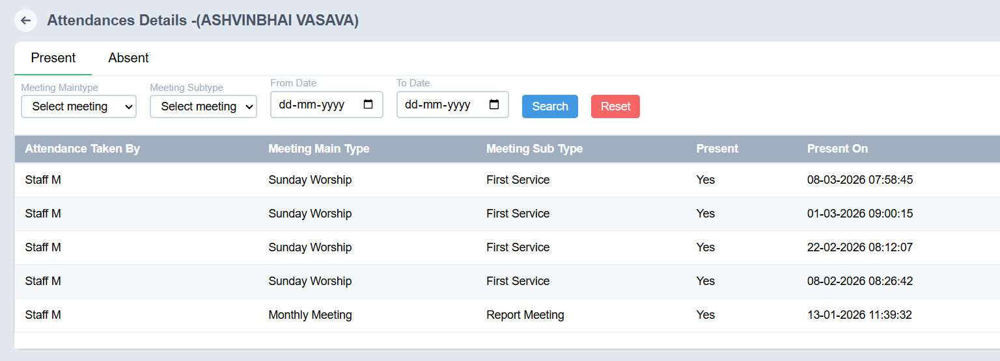 Attendances Details -(ASHVINBHAI VASAVA)
Present Absent
Meeting Maintype Meeting Subtype From Date To Date
Select meeting Select meeting dd-mm-yyyy dd-mm-yyyy Search Reset
Attendance Taken By Meeting Main Type Meeting Sub Type Present Present On
Staff M Sunday Worship First Service Yes 08-03-2026 07:58:45
Staff M Sunday Worship First Service Yes 01-03-2026 09:00:15
Staff M Sunday Worship First Service Yes 22-02-2026 08:12:07
Staff M Sunday Worship First Service Yes 08-02-2026 08:26:42
Staff M Monthly Meeting Report Meeting Yes 13-01-2026 11:39:32